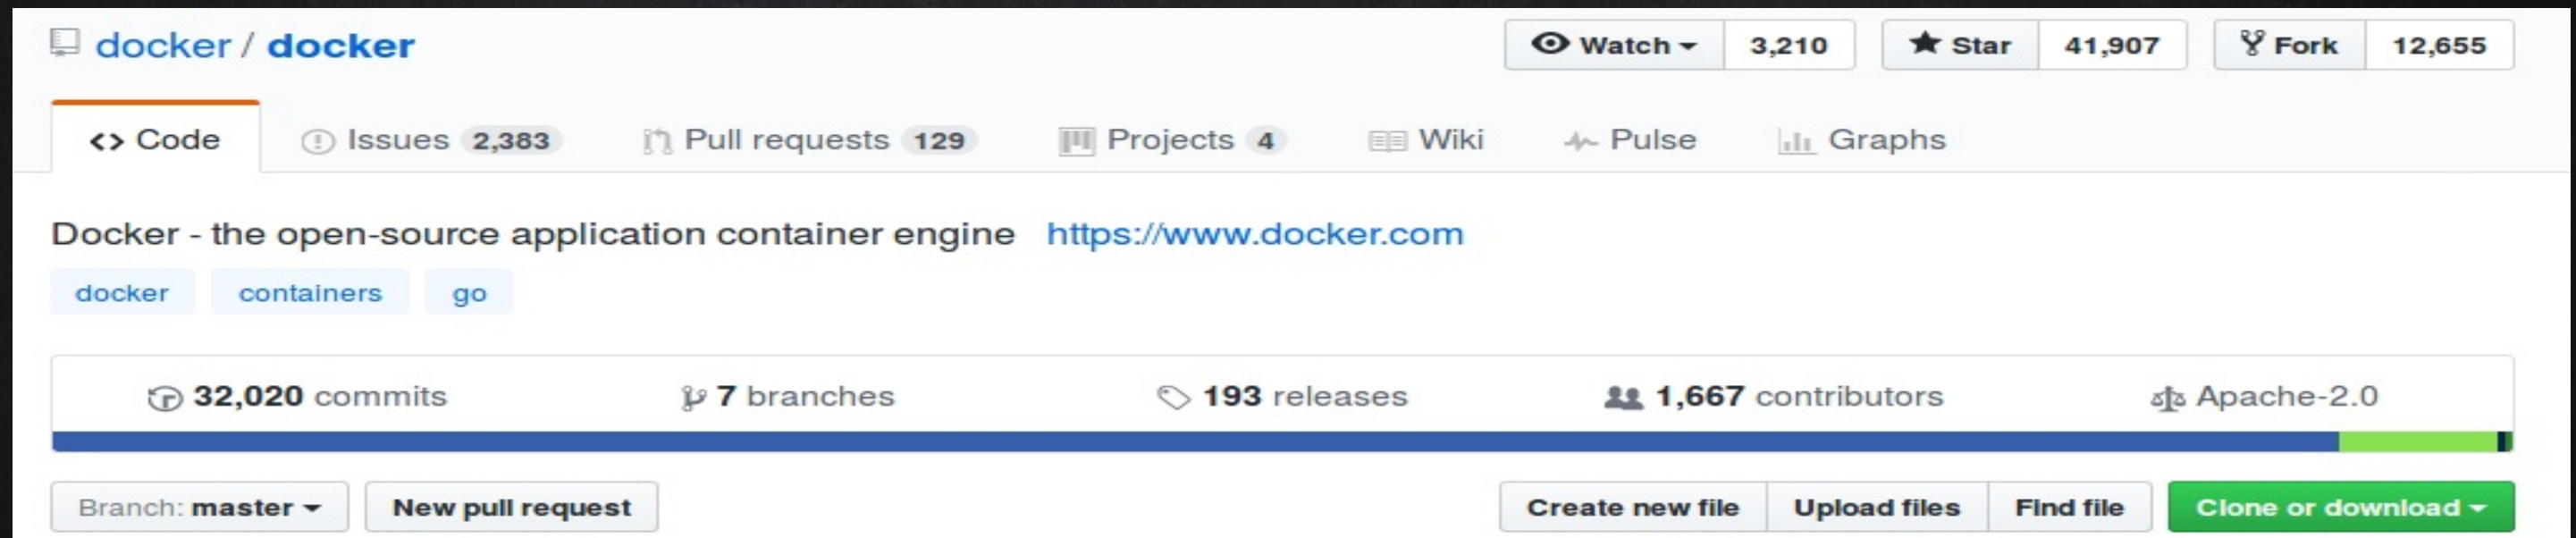 docker / docker Watch 3,210 Star 41,907 Fork 12,655
Code Issues 2,383 Pull requests 129 Projects 4 Wiki Pulse Graphs
Docker - the open-source application container engine https://www.docker.com
docker containers go
32,020 commits 7 branches 193 releases 1,667 contributors Apache-2.0
Branch: master New pull request Create new file Upload files Find file Clone or download